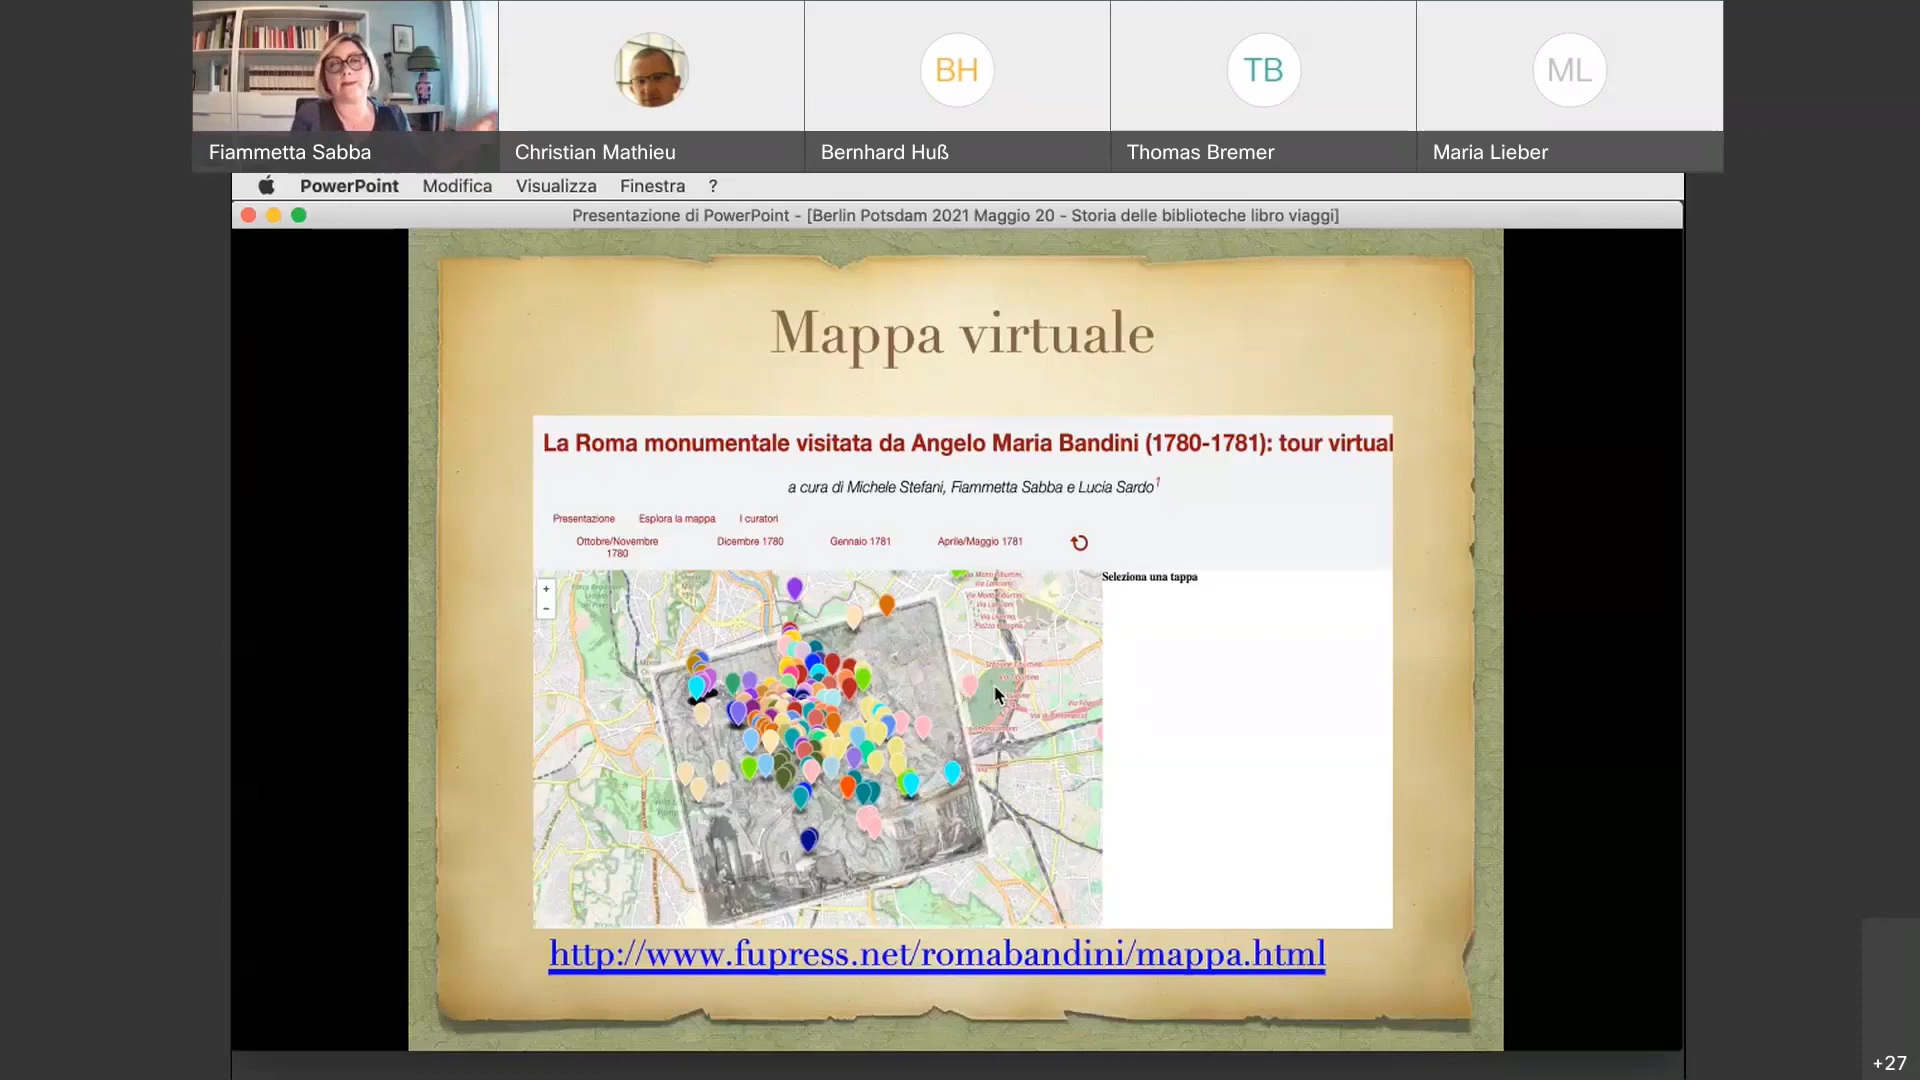 BH
TB
ML
Fiammetta Sabba
Christian Mathieu
Bernhard Huß
Thomas Bremer
Maria Lieber
PowerPoint Modifica Visualizza Finestra ?
Presentazione di PowerPoint - [Berlin Potsdam 2021 Maggio 20 - Storia delle biblioteche libro viaggi]
Mappa virtuale
La Roma monumentale visitata da Angelo Maria Bandini (1780-1781): tour virtual
a cura di Michele Stefani, Fiammetta Sabba e Lucia Sardo1
Presentazione Esplora la mappa I curatori
Ottobre/Novembre 1780 Dicembre 1780 Gennaio 1781 Aprile/Maggio 1781
+
-
Seleziona una tappa
http://www.fupress.net/romabandini/mappa.html
+27